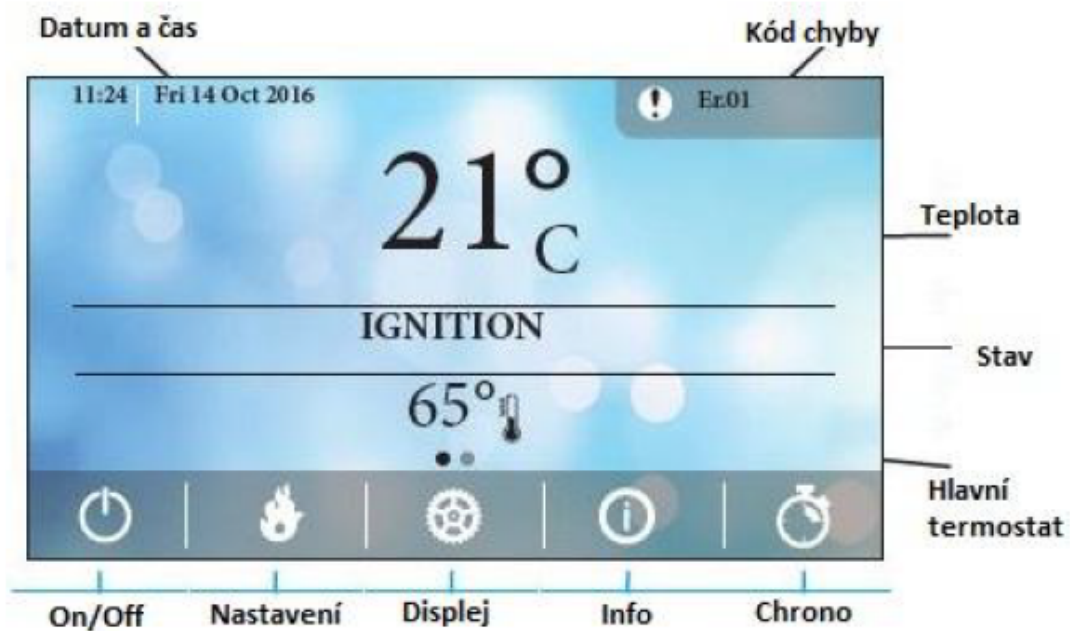 Datum a čas
Kód chyby
11:24 Fri 14 Oct 2016
Er.01
21°C
Teplota
IGNITION
Stav
65°
Hlavní
termostat
On/Off Nastavení Displej Info Chrono